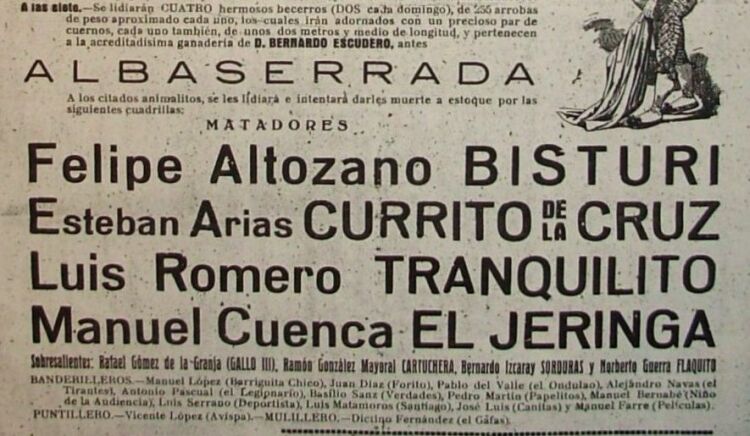 A las siete.—Se lidiarán CUATRO hermosos becerros (DOS cada domingo), de 255 arrobas
de peso aproximado cada uno, los cuales irán adornados con un precioso par de
cuernos, cada uno también, de unos dos metros y medio de longitud, y pertenecen
a la acreditadísima ganadería de D. BERNARDO ESCUDERO, antes
ALBASERRADA
A los citados animalitos, se les lidiará e intentará darles muerte a estoque por las
siguientes cuadrillas:
MATADORES
Felipe Altozano BISTURI
Esteban Arias CURRITO DE LA CRUZ
Luis Romero TRANQUILITO
Manuel Cuenca EL JERINGA
Sobresalientes: Rafael Gómez de la Granja (GALLO III), Ramón González Mayoral CARTUCHERA, Bernardo Izcaray SORDURAS y Norberto Guerra FLAQUITO
BANDERILLEROS.—Manuel López (Barriguita Chico), Juan Díaz (Forito), Pablo del Valle (el Ondulao), Alejandro Navas (el
Tirantes), Antonio Pascual (el Legipnario), Basilio Sanz (Verdades), Pedro Martín (Papelitos), Manuel Bernabé (Niño
de la Audiencia), Luis Serrano (Deportista), Luis Matamoros (Santiago), José Luis (Canitas) y Manuel Farre (Películas).
PUNTILLERO.—Vicente López (Avispa).—MULILLERO.—Dictino Fernández (el Gafas).